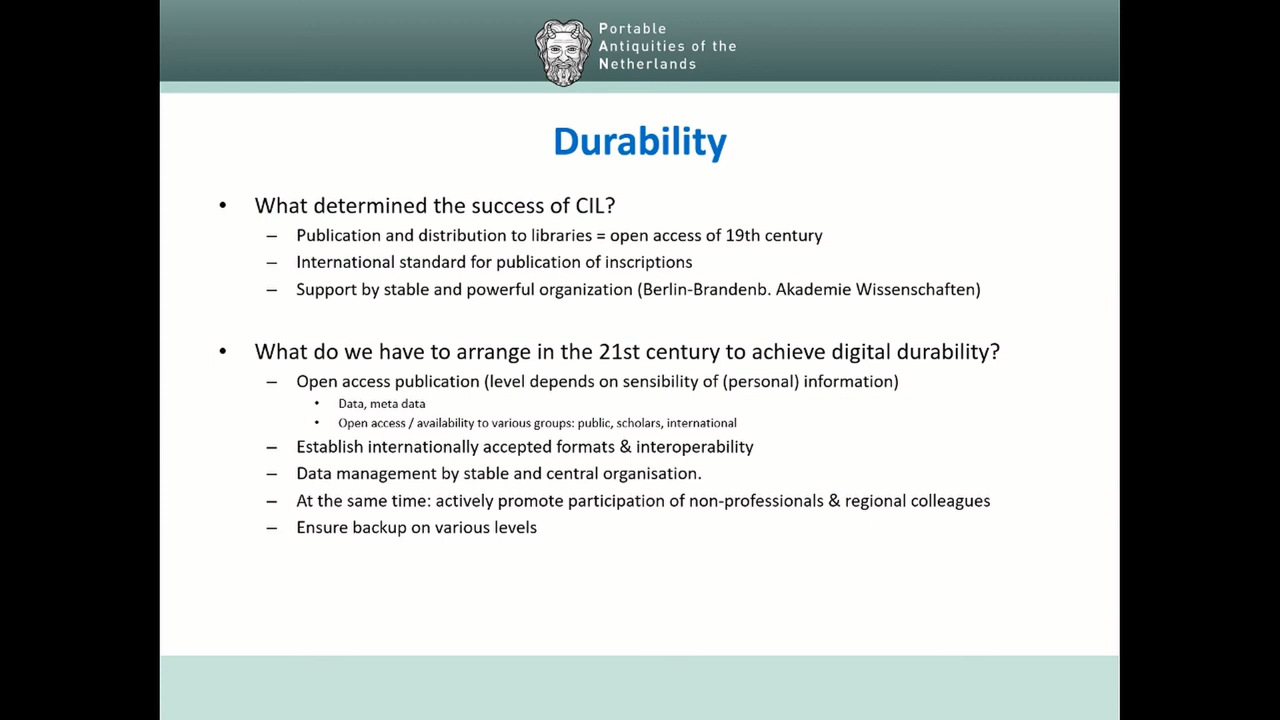 Portable
Antiquities of the
Netherlands
Durability
• What determined the success of CIL?
– Publication and distribution to libraries = open access of 19th century
– International standard for publication of inscriptions
– Support by stable and powerful organization (Berlin-Brandenb. Akademie Wissenschaften)
• What do we have to arrange in the 21st century to achieve digital durability?
– Open access publication (level depends on sensibility of (personal) information)
• Data, meta data
• Open access / availability to various groups: public, scholars, international
– Establish internationally accepted formats & interoperability
– Data management by stable and central organisation.
– At the same time: actively promote participation of non-professionals & regional colleagues
– Ensure backup on various levels